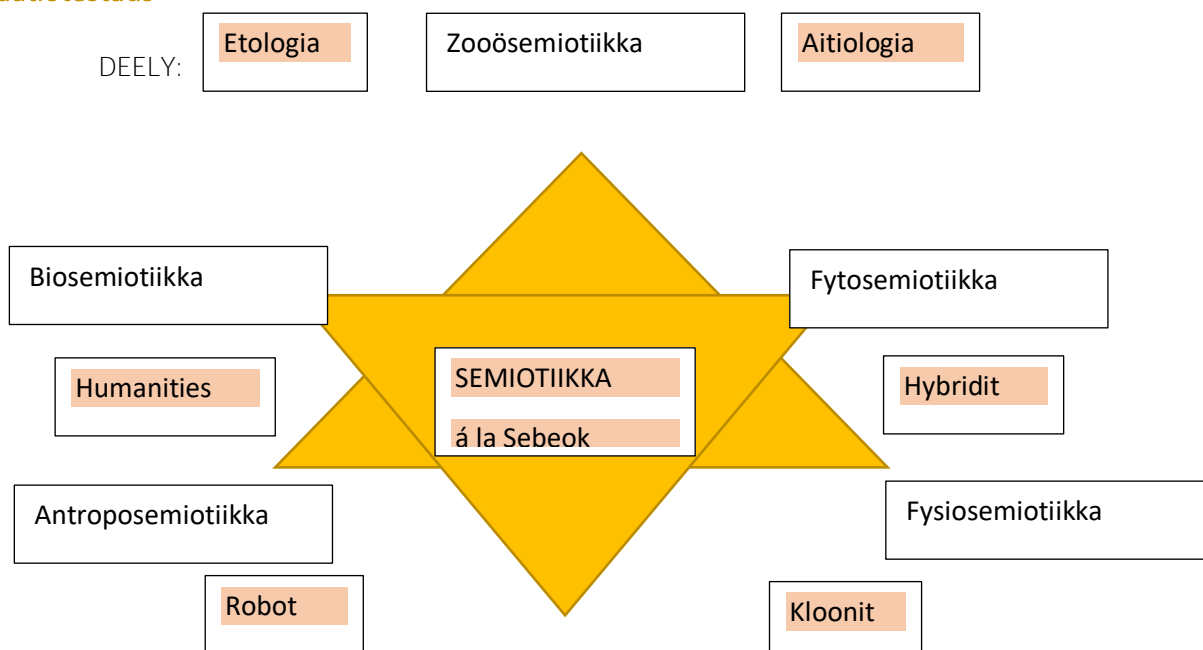 Etologia
Zooösemiotiikka
Aitiologia
DEELY:
Biosemiotiikka
Fytosemiotiikka
Humanities
SEMIOTIIKKA
á la Sebeok
Hybridit
Antroposemiotiikka
Fysiosemiotiikka
Robot
Kloonit